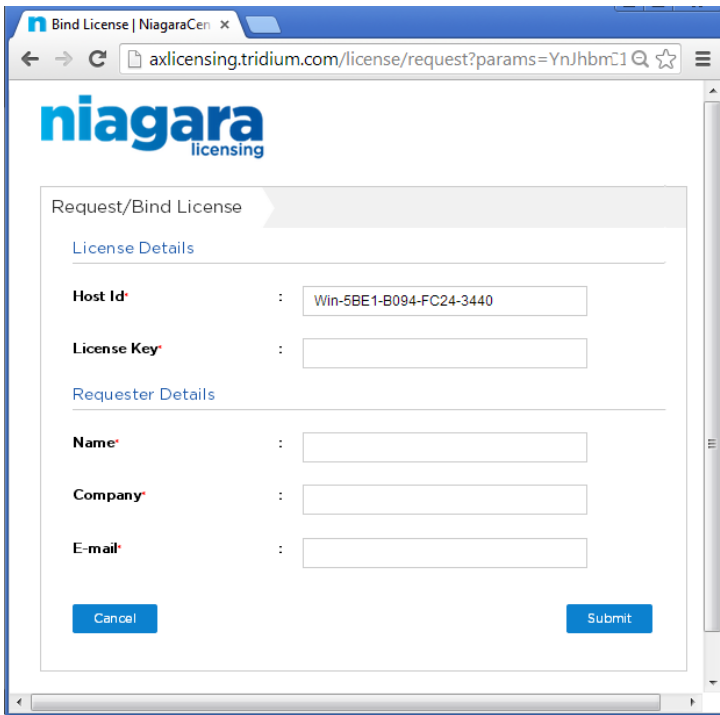 Bind License | NiagaraCen
axlicensing.tridium.com/license/request?params=YnJhbm
niagara
licensing
Request/Bind License
License Details
Host Id* : Win-5BE1-B094-FC24-3440
License Key* :
Requester Details
Name* :
Company* :
E-mail* :
Cancel Submit